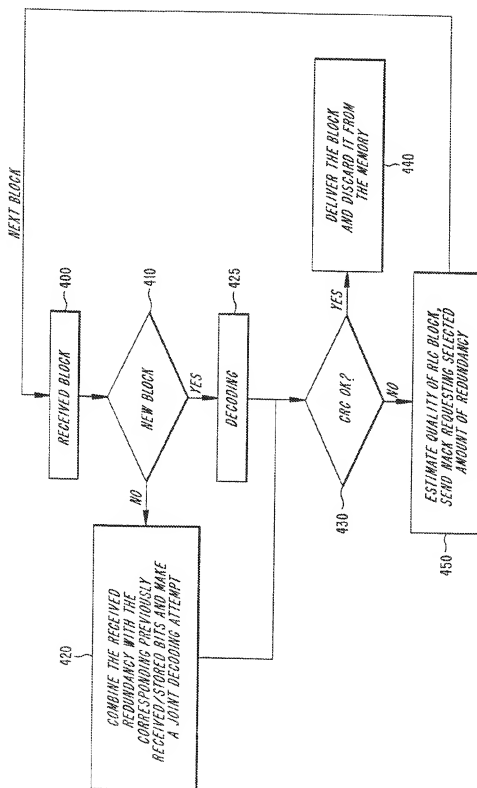 NEXT BLOCK
400
RECEIVED BLOCK
410
NEW BLOCK
NO
YES
420
COMBINE THE RECEIVED
REDUNDANCY WITH THE
CORRESPONDING PREVIOUSLY
RECEIVED/STORED BITS AND MAKE
A JOINT DECODING ATTEMPT
425
DECODING
430
CRC OK?
YES
NO
DELIVER THE BLOCK
AND DISCARD IT FROM
THE MEMORY
440
ESTIMATE QUALITY OF RLC BLOCK,
SEND NACK REQUESTING SELECTED
AMOUNT OF REDUNDANCY
450